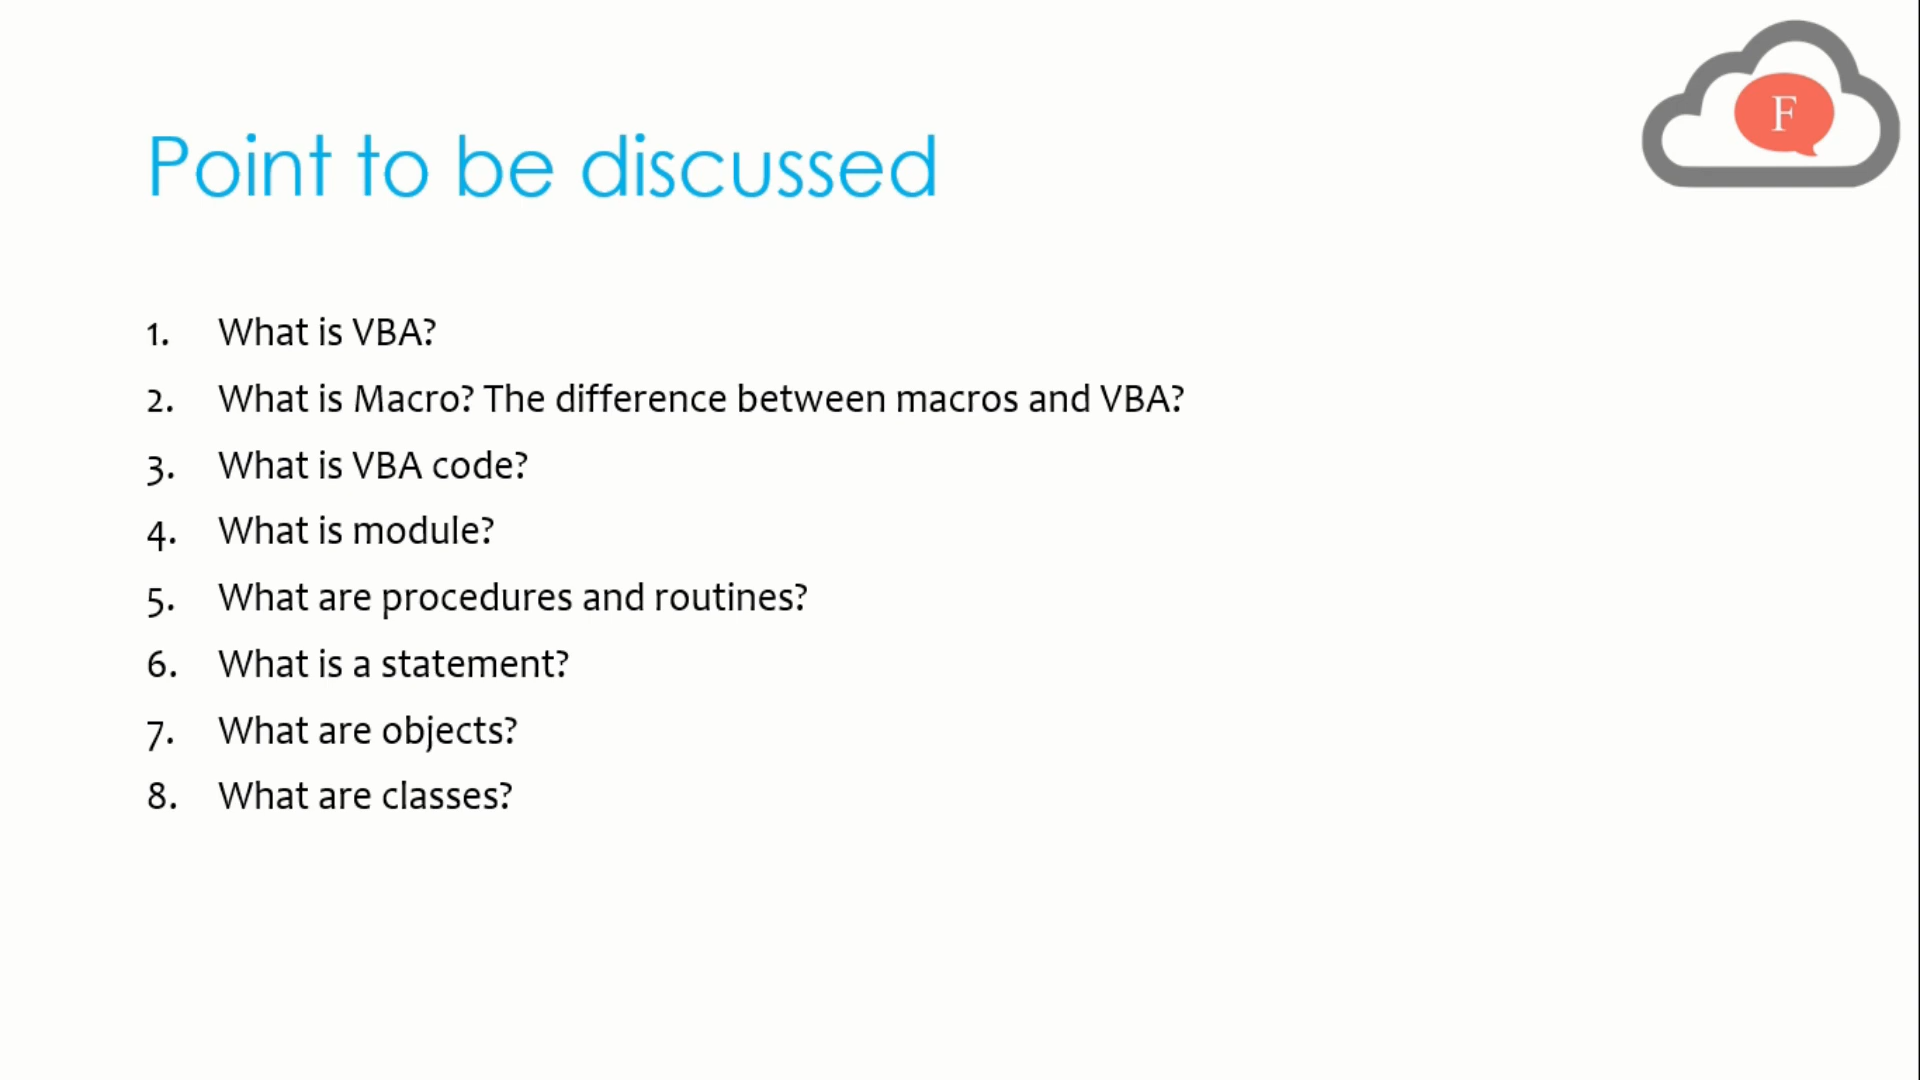 F
Point to be discussed
1. What is VBA?
2. What is Macro? The difference between macros and VBA?
3. What is VBA code?
4. What is module?
5. What are procedures and routines?
6. What is a statement?
7. What are objects?
8. What are classes?